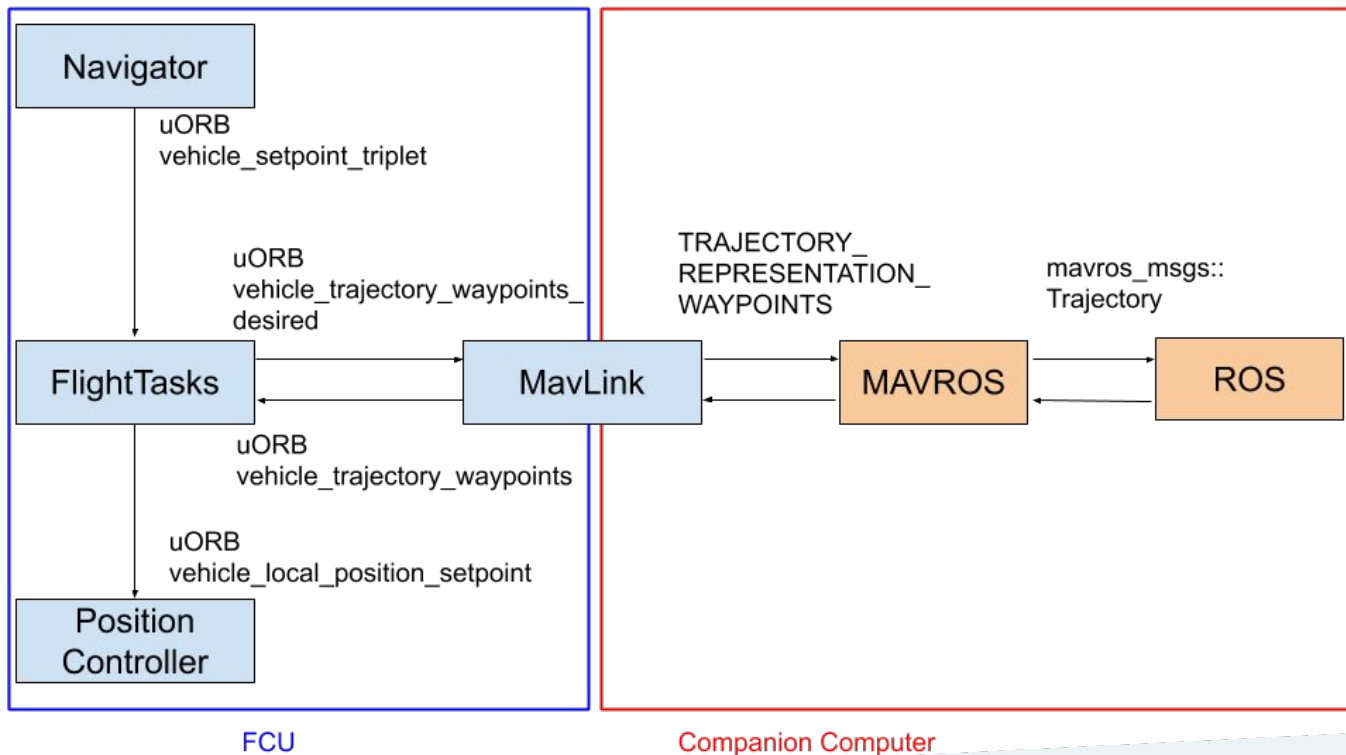 Navigator
uORB
vehicle_setpoint_triplet
uORB
vehicle_trajectory_waypoints_
desired
TRAJECTORY_
REPRESENTATION_
WAYPOINTS
mavros_msgs::
Trajectory
FlightTasks
MavLink
MAVROS
ROS
uORB
vehicle_trajectory_waypoints
uORB
vehicle_local_position_setpoint
Position
Controller
FCU
Companion Computer